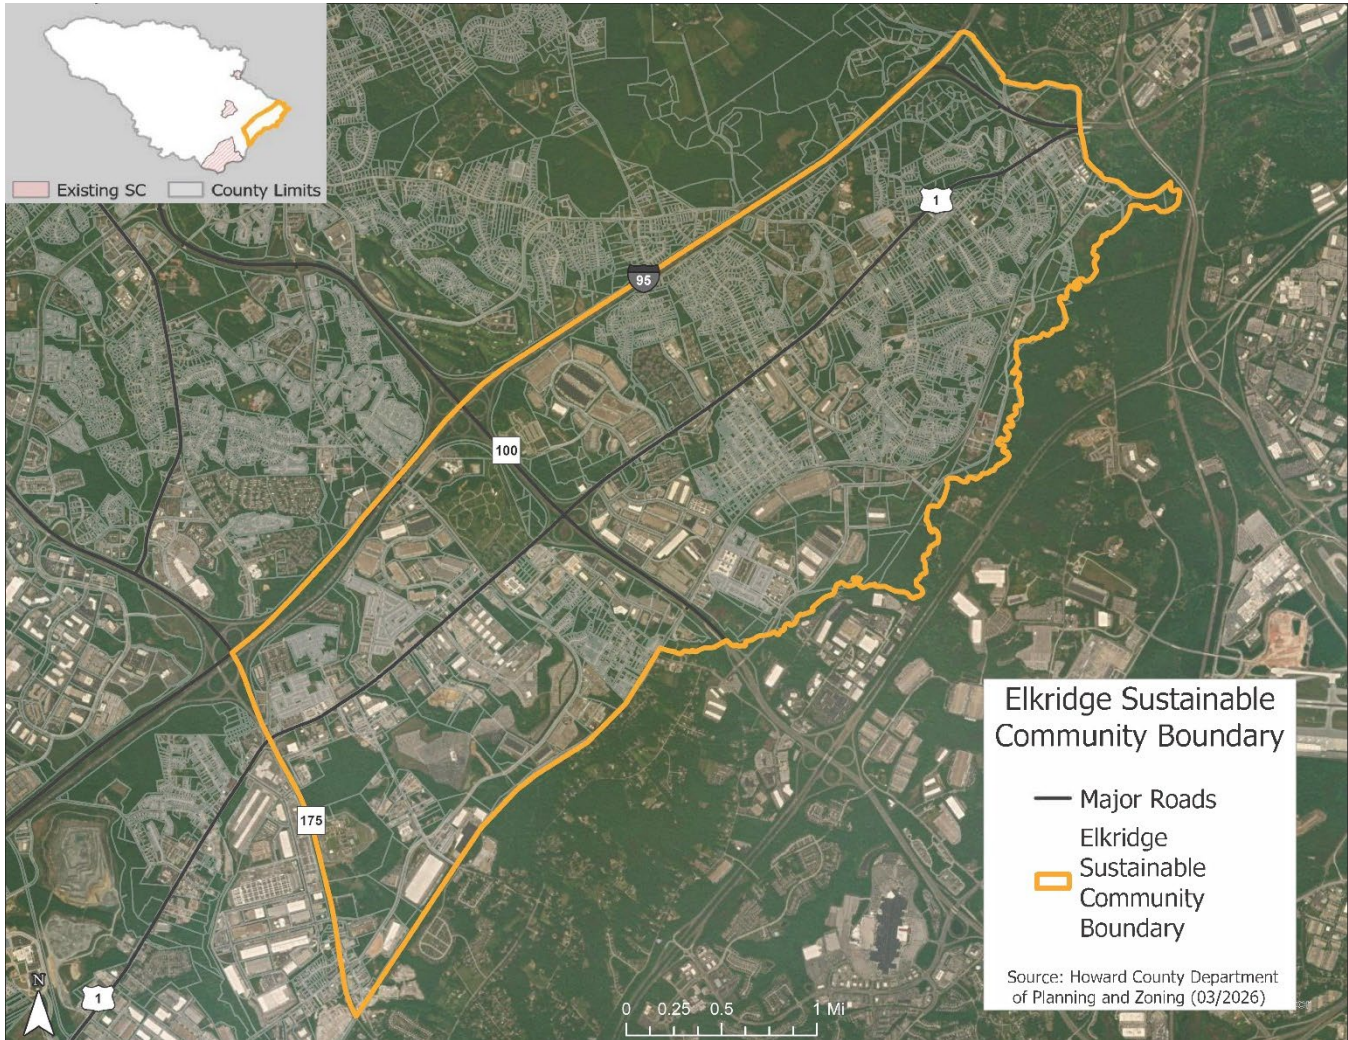 Existing SC
County Limits
1
95
100
Elkridge Sustainable
Community Boundary
Major Roads
Elkridge
Sustainable
Community
Boundary
175
Source: Howard County Department
of Planning and Zoning (03/2026)
N
1
0 0.25 0.5 1 Mi